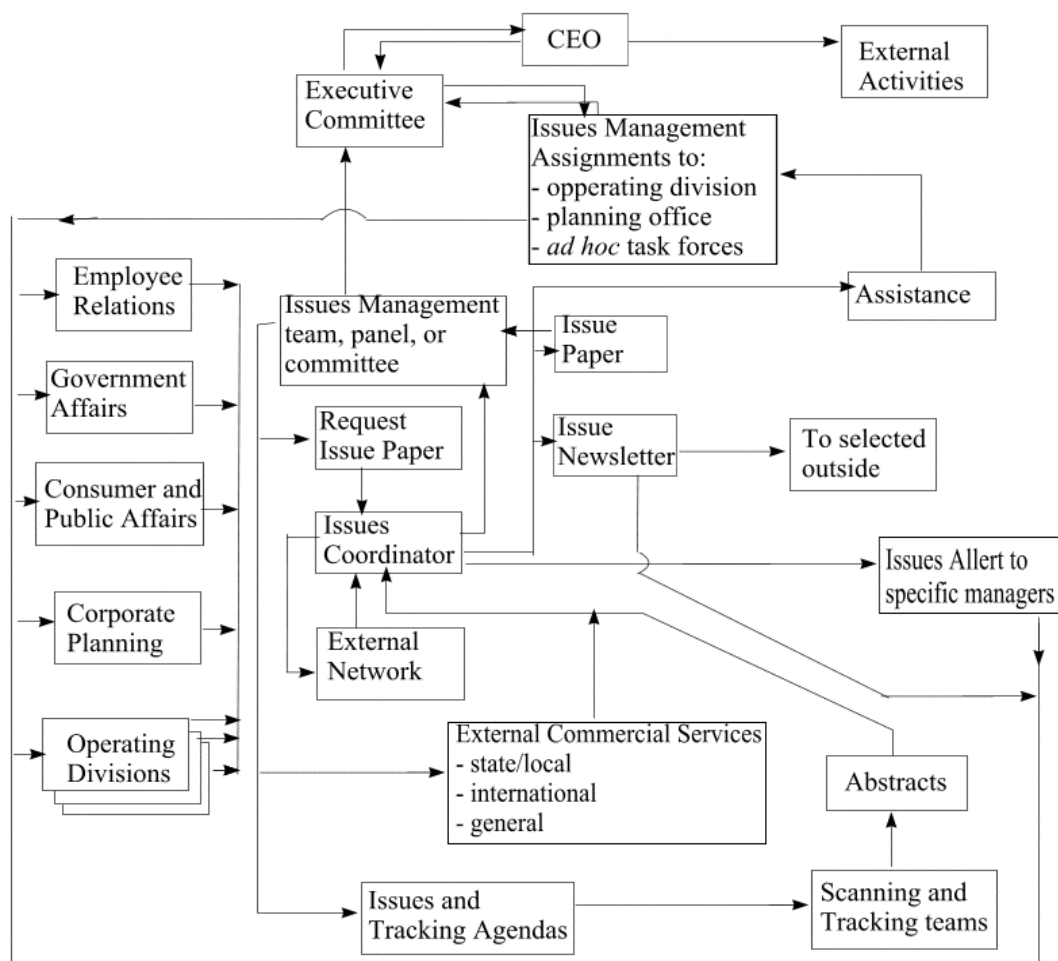 CEO
External
Activities
Executive
Committee
Issues Management
Assignments to:
- opperating division
- planning office
- ad hoc task forces
Employee
Relations
Issues Management
team, panel, or
committee
Issue
Paper
Assistance
Government
Affairs
Request
Issue Paper
Issue
Newsletter
To selected
outside
Consumer and
Public Affairs
Issues
Coordinator
Issues Allert to
specific managers
Corporate
Planning
External
Network
Operating
Divisions
External Commercial Services
- state/local
- international
- general
Abstracts
Issues and
Tracking Agendas
Scanning and
Tracking teams